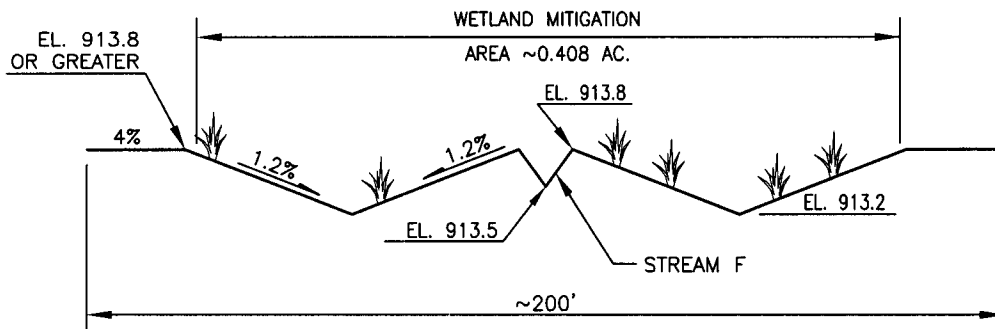 WETLAND MITIGATION
AREA ~0.408 AC.
EL. 913.8
OR GREATER
EL. 913.8
4%
1.2%
1.2%
EL. 913.2
EL. 913.5
STREAM F
~200'